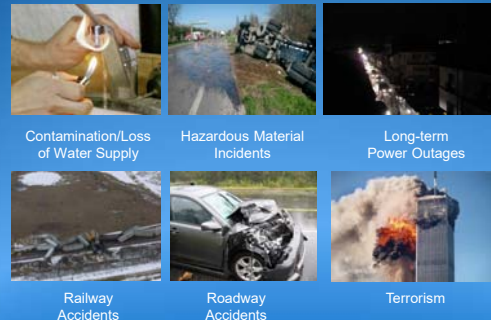 Contamination/Loss
of Water Supply
Hazardous Material
Incidents
Long-term
Power Outages
Railway
Accidents
Roadway
Accidents
Terrorism